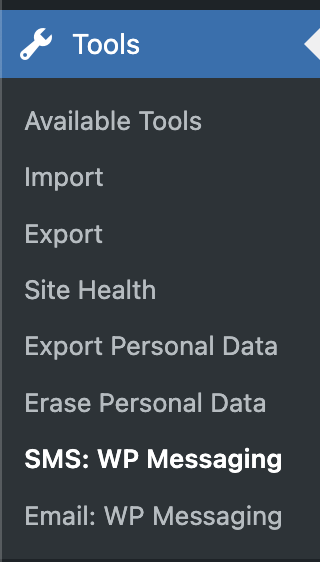 Tools
Available Tools
Import
Export
Site Health
Export Personal Data
Erase Personal Data
SMS: WP Messaging
Email: WP Messaging